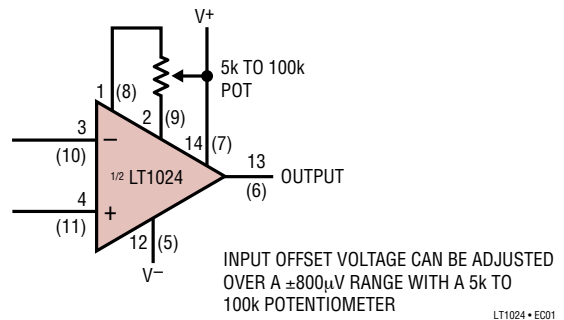 V+
5k TO 100k
POT
1 (8)
2 (9)
3
(10)
14 (7)
1/2 LT1024
13
(6)
OUTPUT
4
(11)
−
+
12 (5)
V−
INPUT OFFSET VOLTAGE CAN BE ADJUSTED
OVER A ±800µV RANGE WITH A 5k TO
100k POTENTIOMETER
LT1024 • EC01